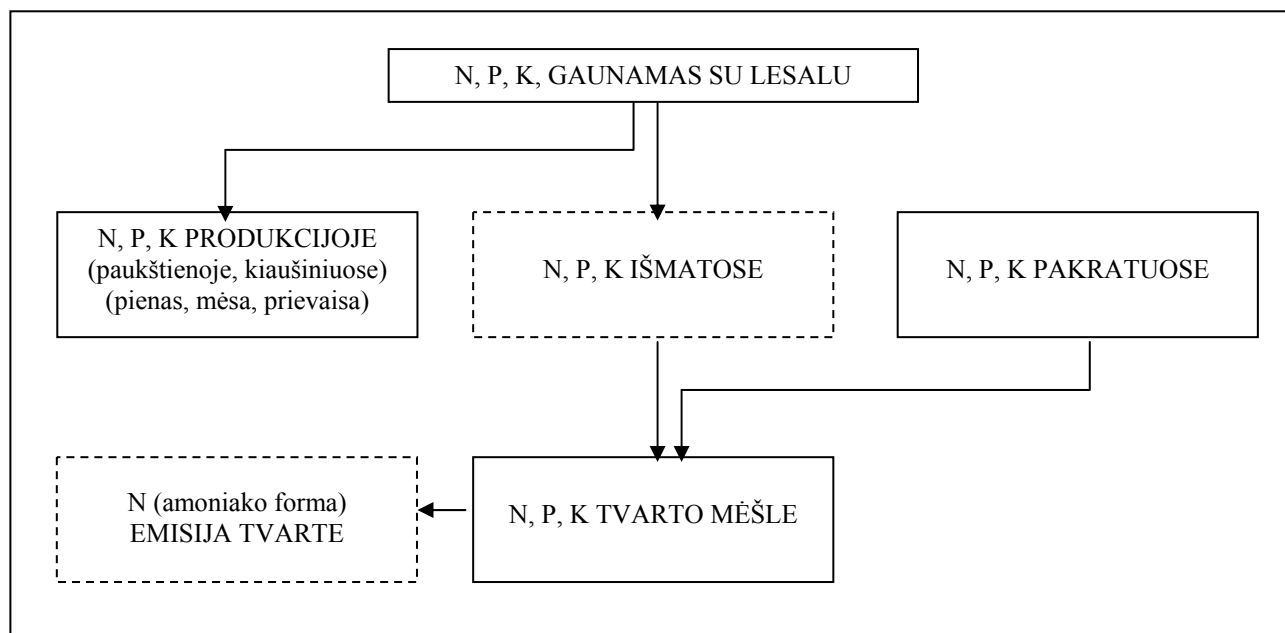 N, P, K, GAUNAMAS SU LESALU
N, P, K PRODUKCIJOJE
(paukštienoje, kiaušiniuose)
(pienas, mėsa, prievaisa)
N, P, K IŠMATOSE
N, P, K PAKRATUOSE
N (amoniako forma)
EMISIJA TVARTE
N, P, K TVARTO MĖŠLE